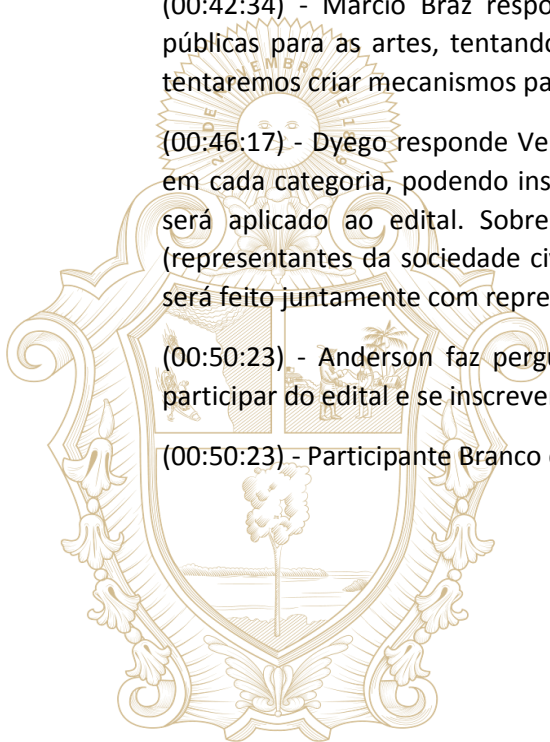 (00:42:34) - Marcio Braz respo
públicas para as artes, tentando
tentaremos criar mecanismos pa
(00:46:17) - Dyego responde Ve
em cada categoria, podendo ins
será aplicado ao edital. Sobre
(representantes da sociedade ci
será feito juntamente com repre
(00:50:23) - Anderson faz pergu
participar do edital e se inscreve
(00:50:23) - Participante Branco